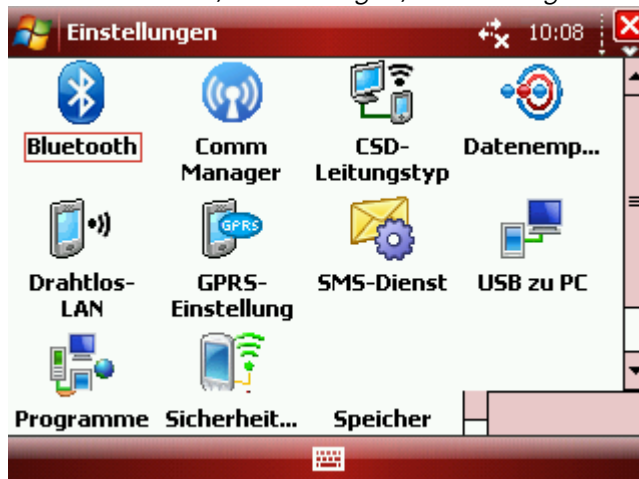 Einstellungen 10:08
Bluetooth Comm Manager CSD-Leitungstyp Datenemp...
Drahtlos-LAN GPRS-Einstellung SMS-Dienst USB zu PC
GPRS
Programme Sicherheit... Speicher